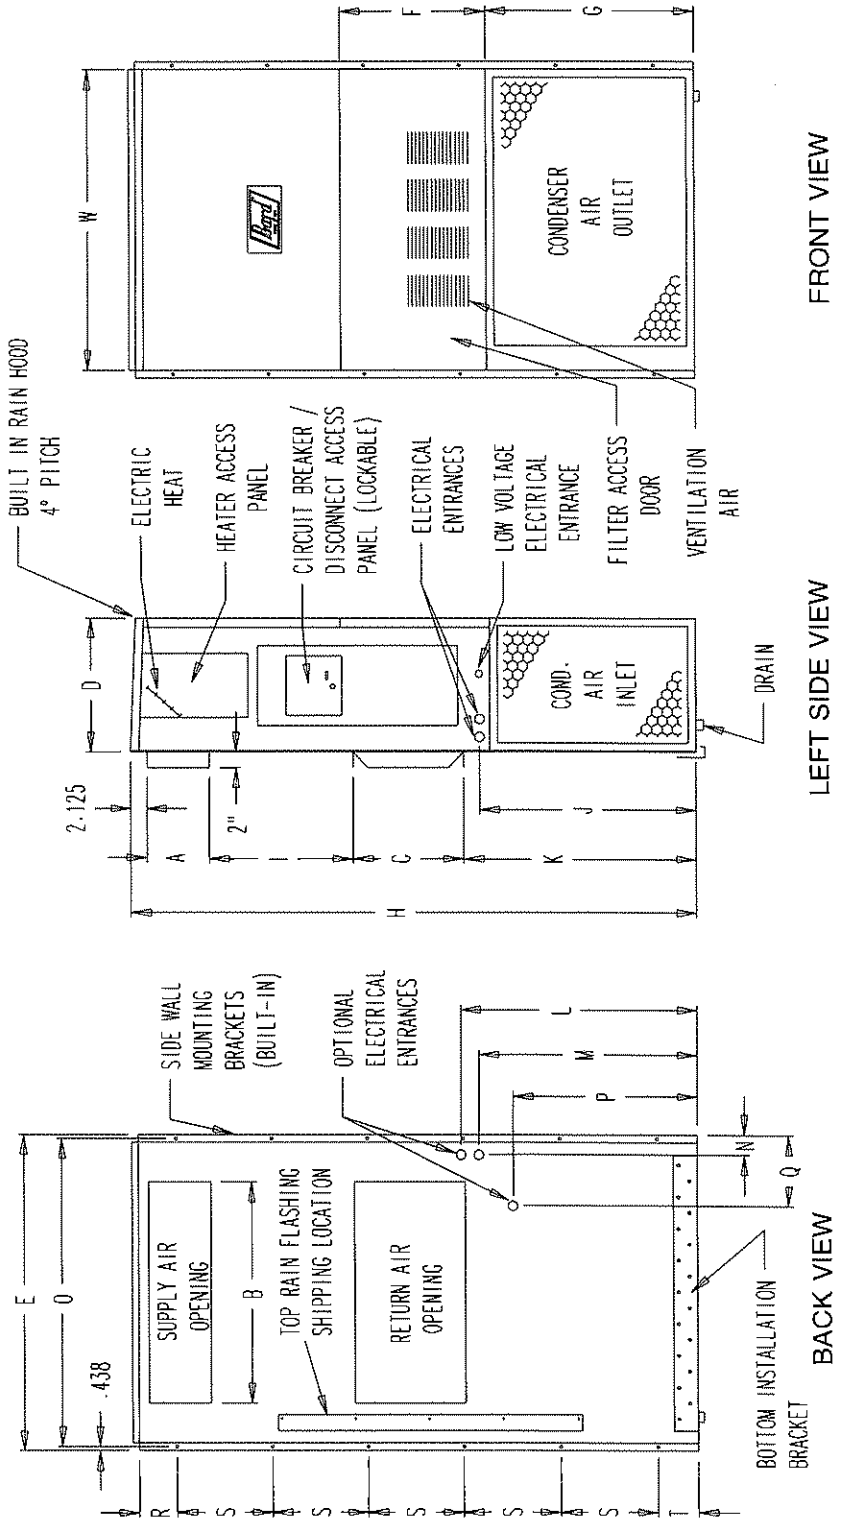 E
O
.438
SUPPLY AIR
OPENING
B
TOP RAIN FLASHING
SHIPPING LOCATION
RETURN AIR
OPENING
SIDE WALL
MOUNTING
BRACKETS
(BUILT-IN)
OPTIONAL
ELECTRICAL
ENTRANCES
L
M
P
N
Q
R
S
S
S
S
S
T
BOTTOM INSTALLATION
BRACKET
BACK VIEW
BUILT IN RAIN HOOD
4° PITCH
D
2.125
A
2"
I
C
K
J
H
ELECTRIC
HEAT
HEATER ACCESS
PANEL
CIRCUIT BREAKER /
DISCONNECT ACCESS
PANEL (LOCKABLE)
ELECTRICAL
ENTRANCES
LOW VOLTAGE
ELECTRICAL
ENTRANCE
COND.
AIR
INLET
DRAIN
LEFT SIDE VIEW
W
F
G
Bard
CONDENSER
AIR
OUTLET
FILTER ACCESS
DOOR
VENTILATION
AIR
FRONT VIEW